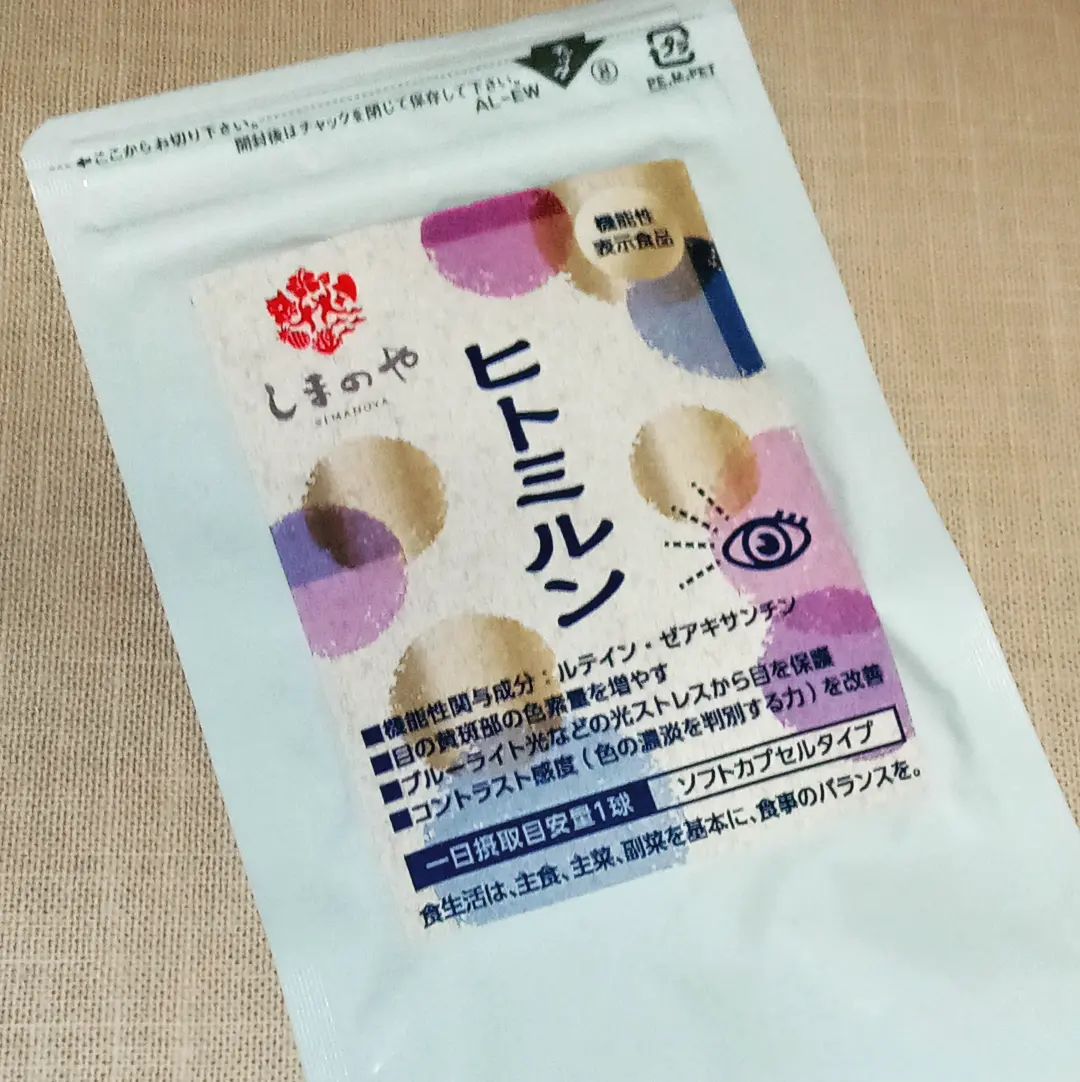 ここからお切り下さい。
開封後はチャックを閉じて保存して下さい。
AL-EW
プラ
PE,M,PET
機能性
表示食品
しまのや
SIMANOYA
ヒトミルン
■機能性関与成分：ルテイン・ゼアキサンチン
■目の黄斑部の色素量を増やす
■ブルーライト光などの光ストレスから目を保護
■コントラスト感度（色の濃淡を判別する力）を改善
一日摂取目安量1球
ソフトカプセルタイプ
食生活は、主食、主菜、副菜を基本に、食事のバランスを。